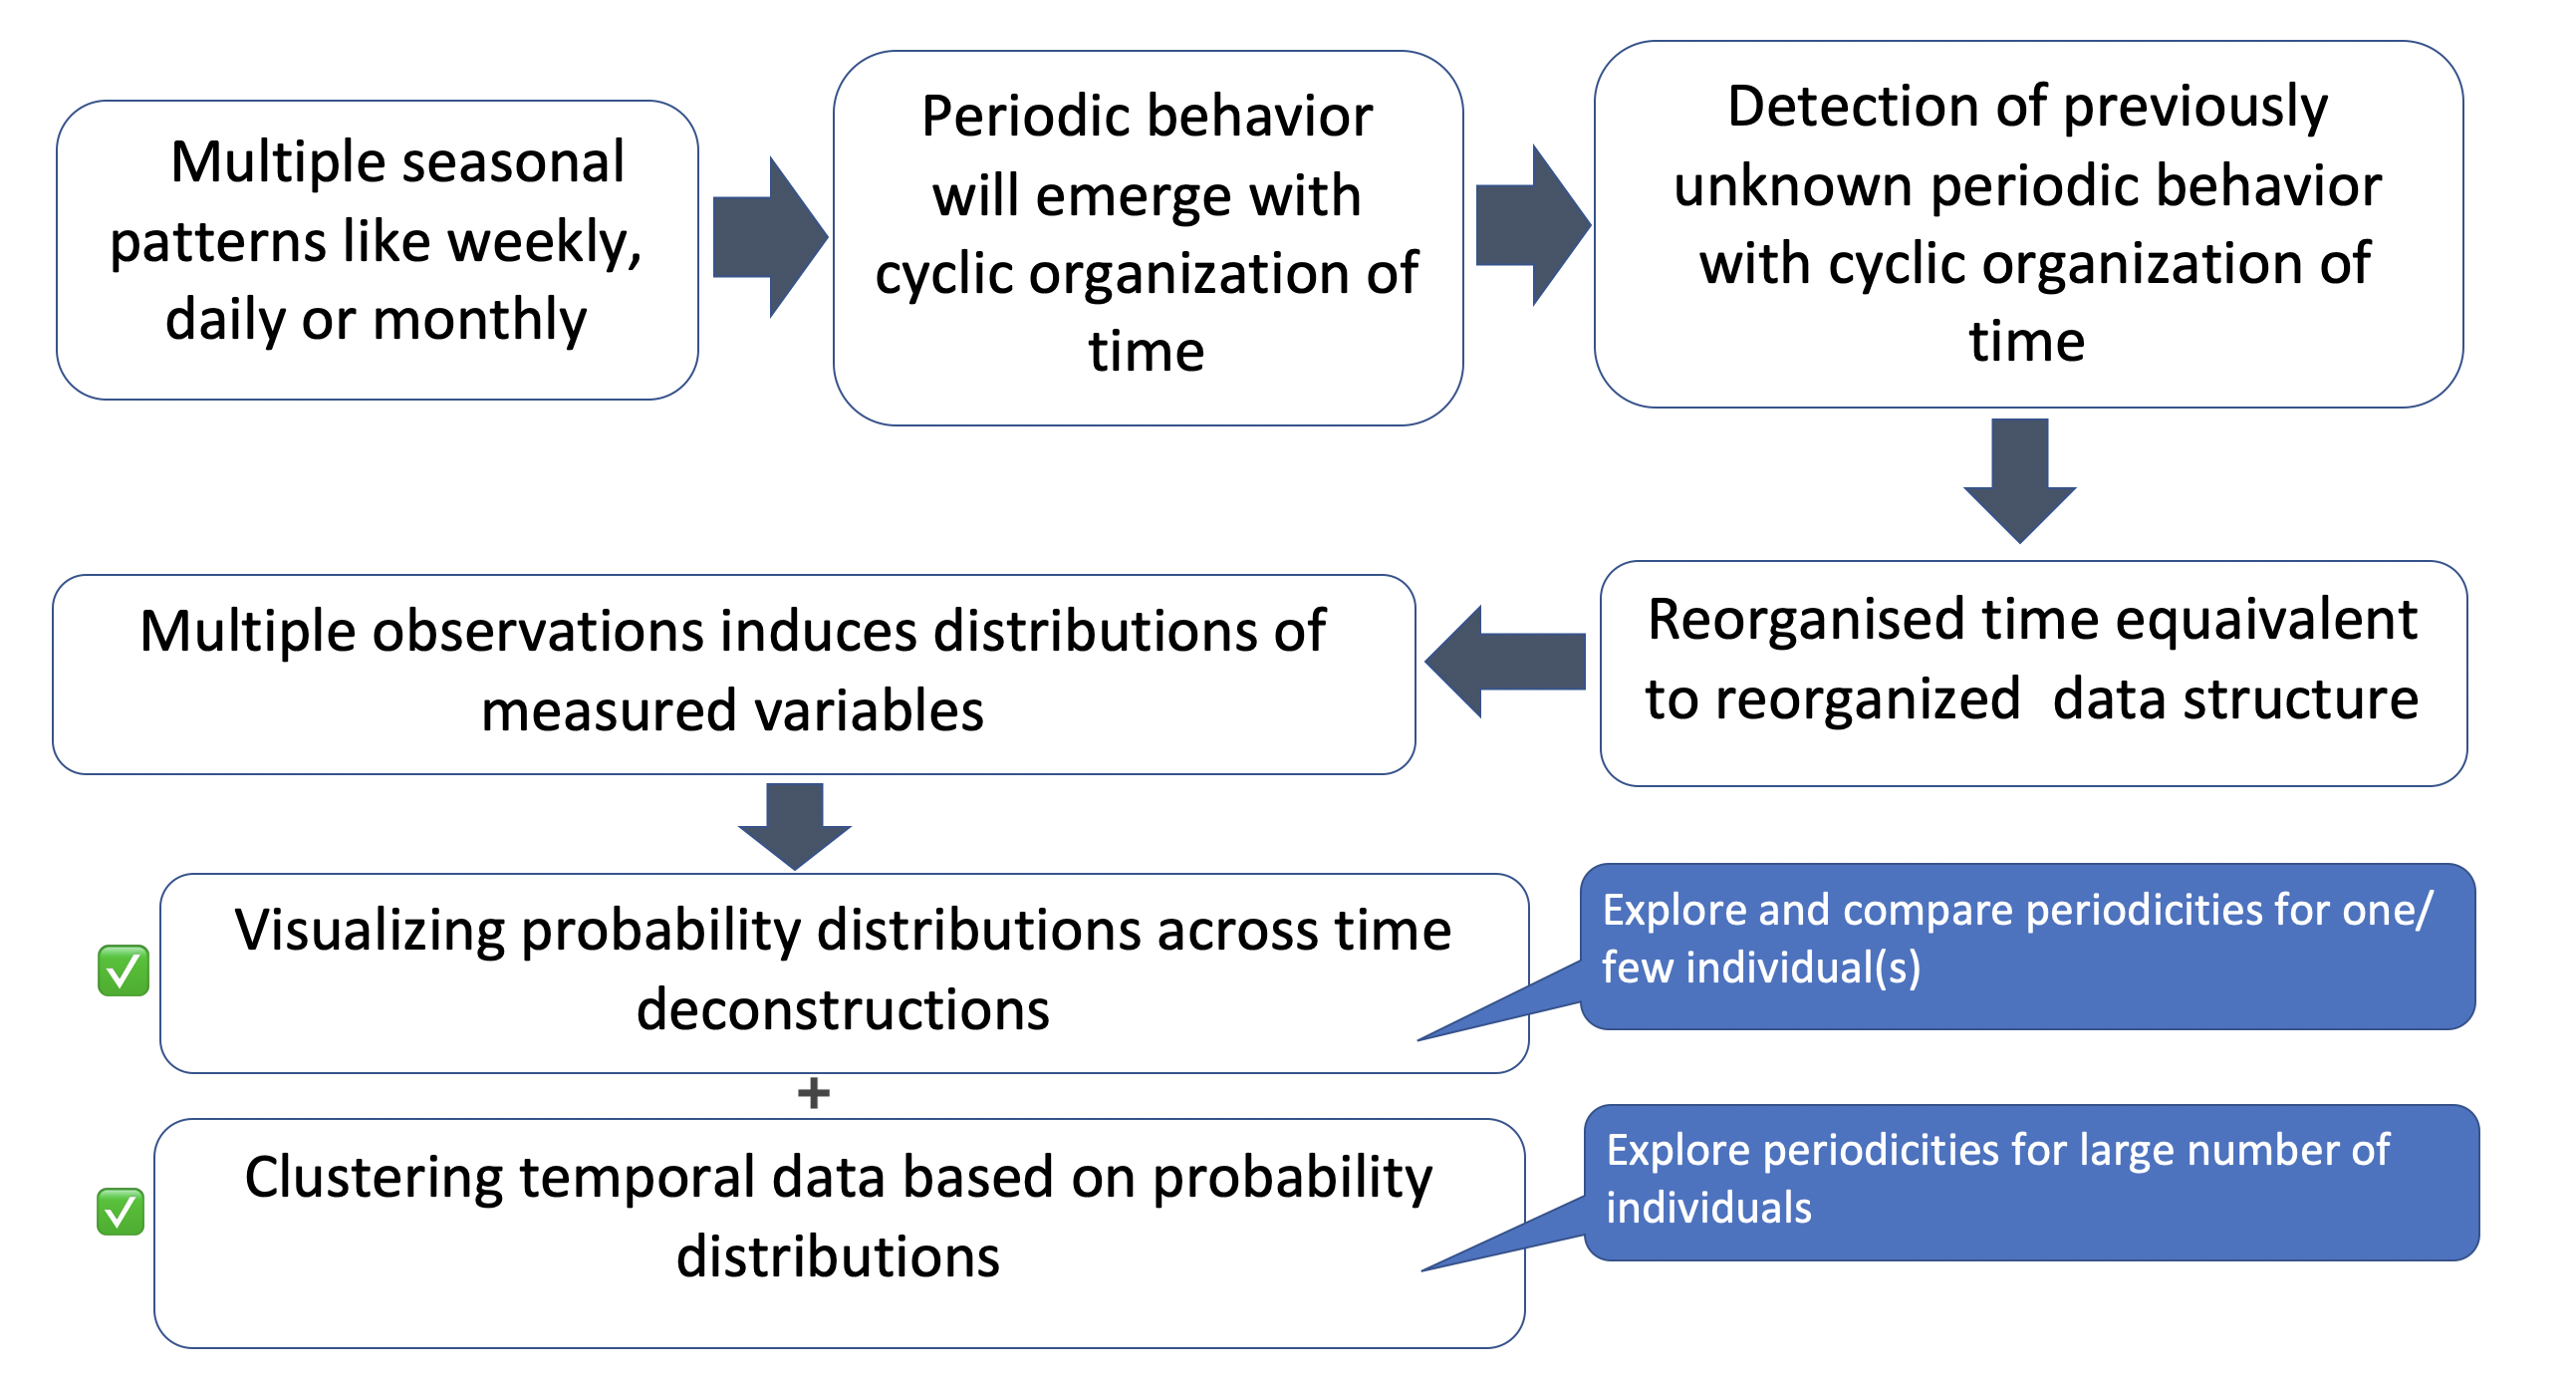 Multiple seasonal
patterns like weekly,
daily or monthly
Periodic behavior
will emerge with
cyclic organization of
time
Detection of previously
unknown periodic behavior
with cyclic organization of
time
Reorganised time equaivalent
to reorganized data structure
Multiple observations induces distributions of
measured variables
Visualizing probability distributions across time
deconstructions
Explore and compare periodicities for one/
few individual(s)
+
Clustering temporal data based on probability
distributions
Explore periodicities for large number of
individuals